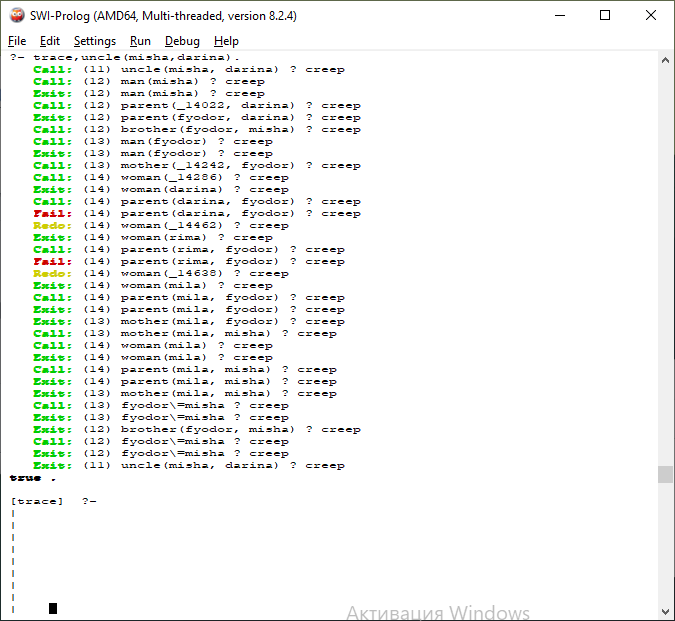 SWI-Prolog (AMD64, Multi-threaded, version 8.2.4)
File Edit Settings Run Debug Help
?- trace,uncle(misha,darina).
Call: (11) uncle(misha, darina) ? creep
Call: (12) man(misha) ? creep
Exit: (12) man(misha) ? creep
Call: (12) parent(_14022, darina) ? creep
Exit: (12) parent(fyodor, darina) ? creep
Call: (12) brother(fyodor, misha) ? creep
Call: (13) man(fyodor) ? creep
Exit: (13) man(fyodor) ? creep
Call: (13) mother(_14242, fyodor) ? creep
Call: (14) woman(_14286) ? creep
Exit: (14) woman(darina) ? creep
Call: (14) parent(darina, fyodor) ? creep
Fail: (14) parent(darina, fyodor) ? creep
Redo: (14) woman(_14462) ? creep
Exit: (14) woman(rima) ? creep
Call: (14) parent(rima, fyodor) ? creep
Fail: (14) parent(rima, fyodor) ? creep
Redo: (14) woman(_14638) ? creep
Exit: (14) woman(mila) ? creep
Call: (14) parent(mila, fyodor) ? creep
Exit: (14) parent(mila, fyodor) ? creep
Exit: (13) mother(mila, fyodor) ? creep
Call: (13) mother(mila, misha) ? creep
Call: (14) woman(mila) ? creep
Exit: (14) woman(mila) ? creep
Call: (14) parent(mila, misha) ? creep
Exit: (14) parent(mila, misha) ? creep
Exit: (13) mother(mila, misha) ? creep
Call: (13) fyodor\=misha ? creep
Exit: (13) fyodor\=misha ? creep
Exit: (12) brother(fyodor, misha) ? creep
Call: (12) fyodor\=misha ? creep
Exit: (12) fyodor\=misha ? creep
Exit: (11) uncle(misha, darina) ? creep
true .
[trace] ?-
Активация Windows